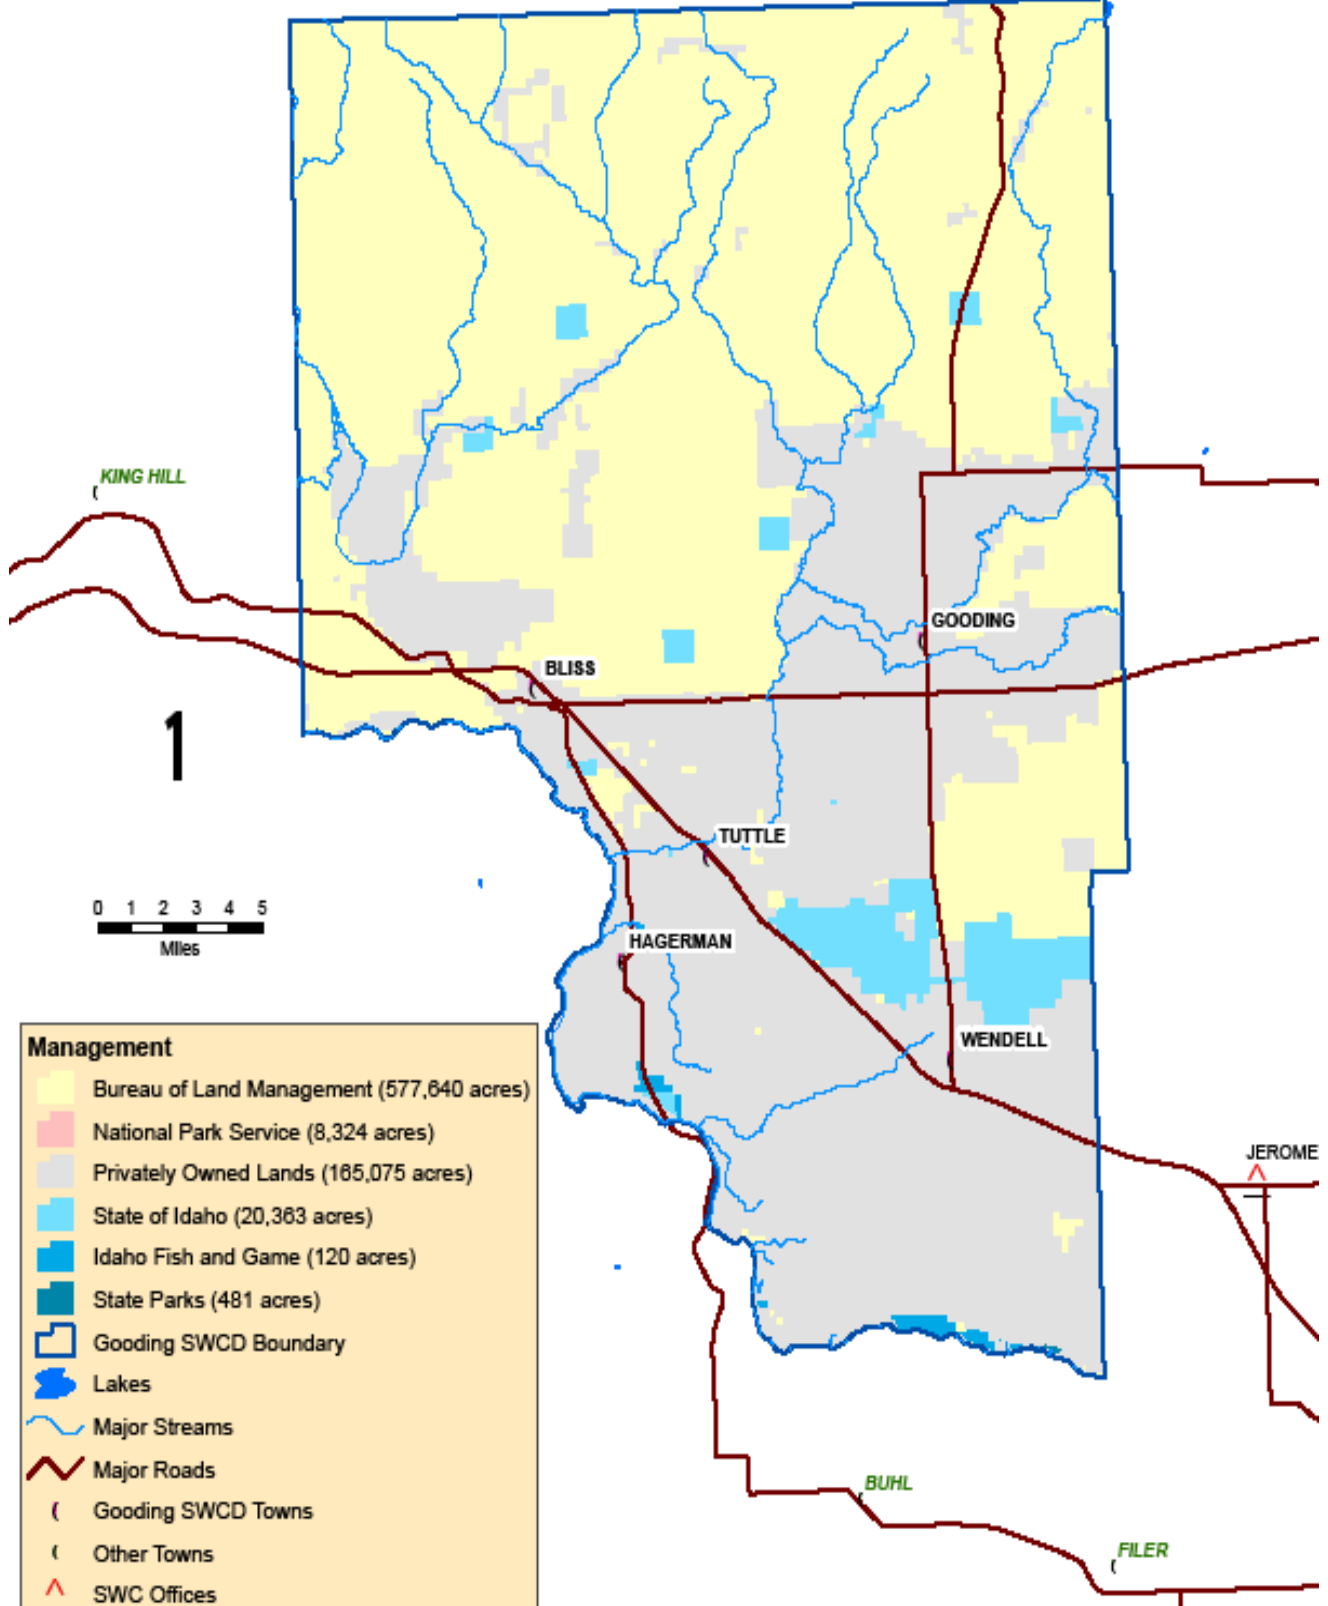 KING HILL
GOODING
BLISS
1
TUTTLE
0 1 2 3 4 5
Miles
HAGERMAN
WENDELL
JEROME
Management
Bureau of Land Management (577,640 acres)
National Park Service (8,324 acres)
Privately Owned Lands (165,075 acres)
State of Idaho (20,363 acres)
Idaho Fish and Game (120 acres)
State Parks (481 acres)
Gooding SWCD Boundary
Lakes
Major Streams
Major Roads
Gooding SWCD Towns
Other Towns
SWC Offices
BUHL
FILER